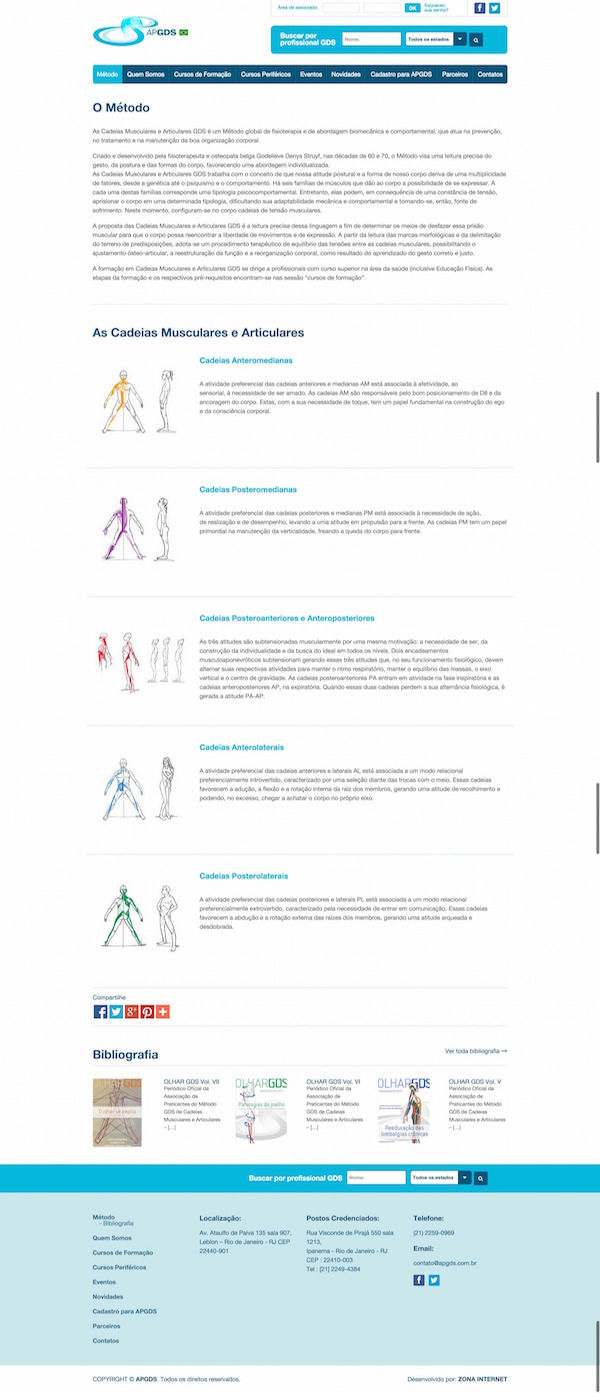 Área de associado:
OK
Esqueceu
sua senha?
APGDS
Buscar por
profissional GDS
Nome:
Todos os estados
Método
Quem Somos
Cursos de Formação
Cursos Periféricos
Eventos
Novidades
Cadastro para APGDS
Parceiros
Contatos
O Método
As Cadeias Musculares e Articulares GDS é um Método global de fisioterapia e de abordagem biomecânica e comportamental, que atua na prevenção,
no tratamento e na manutenção da boa organização corporal.
Criado e desenvolvido pela fisioterapeuta e osteopata belga Godelieve Denys Struyf, nas décadas de 60 e 70, o Método visa uma leitura precisa do
gesto, da postura e das formas do corpo, favorecendo uma abordagem individualizada.
As Cadeias Musculares e Articulares GDS trabalha com o conceito de que nossa atitude postural e a forma de nosso corpo deriva de uma multiplicidade
de fatores, desde a genética até o psiquismo e o comportamento. Há seis famílias de músculos que dão ao corpo a possibilidade de se expressar. A
cada uma destas famílias corresponde uma tipologia psicocomportamental. Entretanto, elas podem, em consequência de uma constância de tensão,
aprisionar o corpo em uma determinada tipologia, dificultando sua adaptabilidade mecânica e comportamental e tornando-se, então, fonte de
sofrimento. Neste momento, configuram-se no corpo cadeias de tensão musculares.
A proposta das Cadeias Musculares e Articulares GDS é a leitura precisa dessa linguagem a fim de determinar os meios de desfazer essa prisão
muscular para que o corpo possa reencontrar a liberdade de movimentos e de expressão. A partir da leitura das marcas morfológicas e da delimitação
do terreno de predisposições, adota-se um procedimento terapêutico de equilíbrio das tensões entre as cadeias musculares, possibilitando o
ajustamento ósteo-articular, a reestruturação da função e a reorganização corporal, como resultado do aprendizado do gesto correto e justo.
A formação em Cadeias Musculares e Articulares GDS se dirige a profissionais com curso superior na área da saúde (inclusive Educação Física). As
etapas da formação e os respectivos pré-requisitos encontram-se nas sessão “cursos de formação”.
As Cadeias Musculares e Articulares
Cadeias Anteromedianas
A atividade preferencial das cadeias anteriores e medianas AM está associada à afetividade, ao
sensorial, à necessidade de ser amado. As cadeias AM são responsáveis pelo bom posicionamento de D8 e da
ancoragem do corpo. Estas, com a sua necessidade de toque, tem um papel fundamental na construção do ego
e da consciência corporal.
Cadeias Posteromedianas
A atividade preferencial das cadeias posteriores e medianas PM está associada à necessidade de ação,
de realização e de desempenho, levando a uma atitude em propulsão para a frente. As cadeias PM tem um papel
primordial na manutenção da verticalidade, freando a queda do corpo para frente.
Cadeias Posteroanteriores e Anteroposteriores
As três atitudes são subtensionadas muscularmente por uma mesma motivação: a necessidade de ser, da
construção da individualidade e da busca do ideal em todos os níveis. Dois encadeamentos
musculoaponevróticos subtensionam gerando essas três atitudes que, no seu funcionamento fisiológico, devem
alternar suas respectivas atividades para manter o ritmo respiratório, manter o equilíbrio das massas, o eixo
vertical e o centro de gravidade. As cadeias posteroanteriores PA entram em atividade na fase inspiratória e as
cadeias anteroposteriores AP, na expiratória. Quando essas duas cadeias perdem a sua alternância fisiológica, é
gerada a atitude PA-AP.
Cadeias Anterolaterais
A atividade preferencial das cadeias anteriores e laterais AL está associada a um modo relacional
preferencialmente introvertido, caracterizado por uma seleção diante das trocas com o meio. Essas cadeias
favorecem a adução, a flexão e a rotação interna da raiz dos membros, gerando uma atitude de recolhimento e
podendo, no excesso, chegar a achatar o corpo no próprio eixo.
Cadeias Posterolaterais
A atividade preferencial das cadeias posteriores e laterais PL está associada a um modo relacional
preferencialmente extrovertido, caracterizado pela necessidade de entrar em comunicação. Essas cadeias
favorecem a abdução e a rotação externa das raízes dos membros, gerando uma atitude arqueada e
desdobrada.
Compartilhe
Bibliografia
Ver toda bibliografia
OLHARGDS
OLHAR GDS Vol. VII
Periódico Oficial da
Associação de
Praticantes do Método
GDS de Cadeias
Musculares e Articulares
– [...]
OLHARGDS
Patologias do joelho
OLHAR GDS Vol. VI
Periódico Oficial da
Associação de
Praticantes do Método
GDS de Cadeias
Musculares e Articulares
– [...]
OLHARGDS
Reeducação das
lombalgias crônicas
OLHAR GDS Vol. V
Periódico Oficial da
Associação de
Praticantes do Método
GDS de Cadeias
Musculares e Articulares
– [...]
Buscar por profissional GDS
Nome:
Todos os estados
Método
- Bibliografia
Quem Somos
Cursos de Formação
Cursos Periféricos
Eventos
Novidades
Cadastro para APGDS
Parceiros
Contatos
Localização:
Av. Ataulfo de Paiva 135 sala 907,
Leblon – Rio de Janeiro - RJ CEP
22440-901
Postos Credenciados:
Rua Visconde de Pirajá 550 sala
1213,
Ipanema - Rio de Janeiro - RJ
CEP : 22410-003
Tel : [21] 2249-4384
Telefone:
(21) 2259-0969
Email:
contato@apgds.com.br
COPYRIGHT © APGDS. Todos os direitos reservados.
Desenvolvido por: ZONA INTERNET